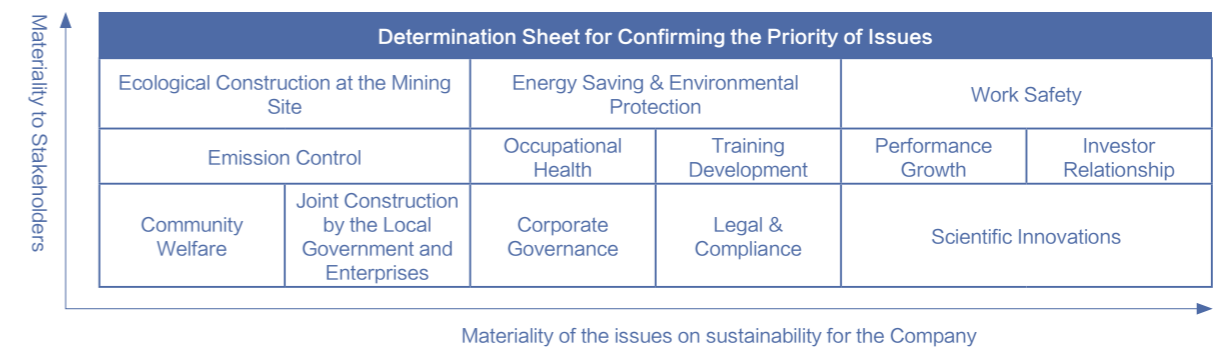 Materiality to Stakeholders
Determination Sheet for Confirming the Priority of Issues
Ecological Construction at the Mining
Site
Energy Saving & Environmental
Protection
Work Safety
Emission Control
Occupational
Health
Training
Development
Performance
Growth
Investor
Relationship
Community
Welfare
Joint Construction
by the Local
Government and
Enterprises
Corporate
Governance
Legal &
Compliance
Scientific Innovations
Materiality of the issues on sustainability for the Company